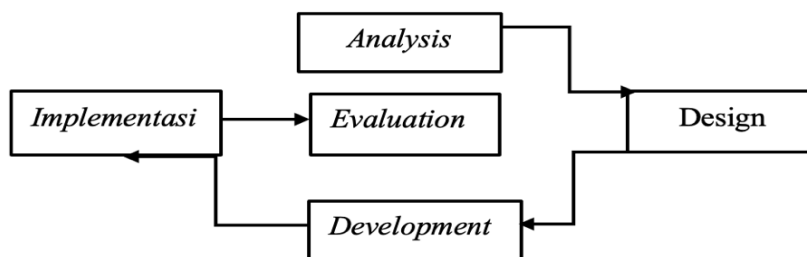 Analysis
Implementasi
Evaluation
Design
Development